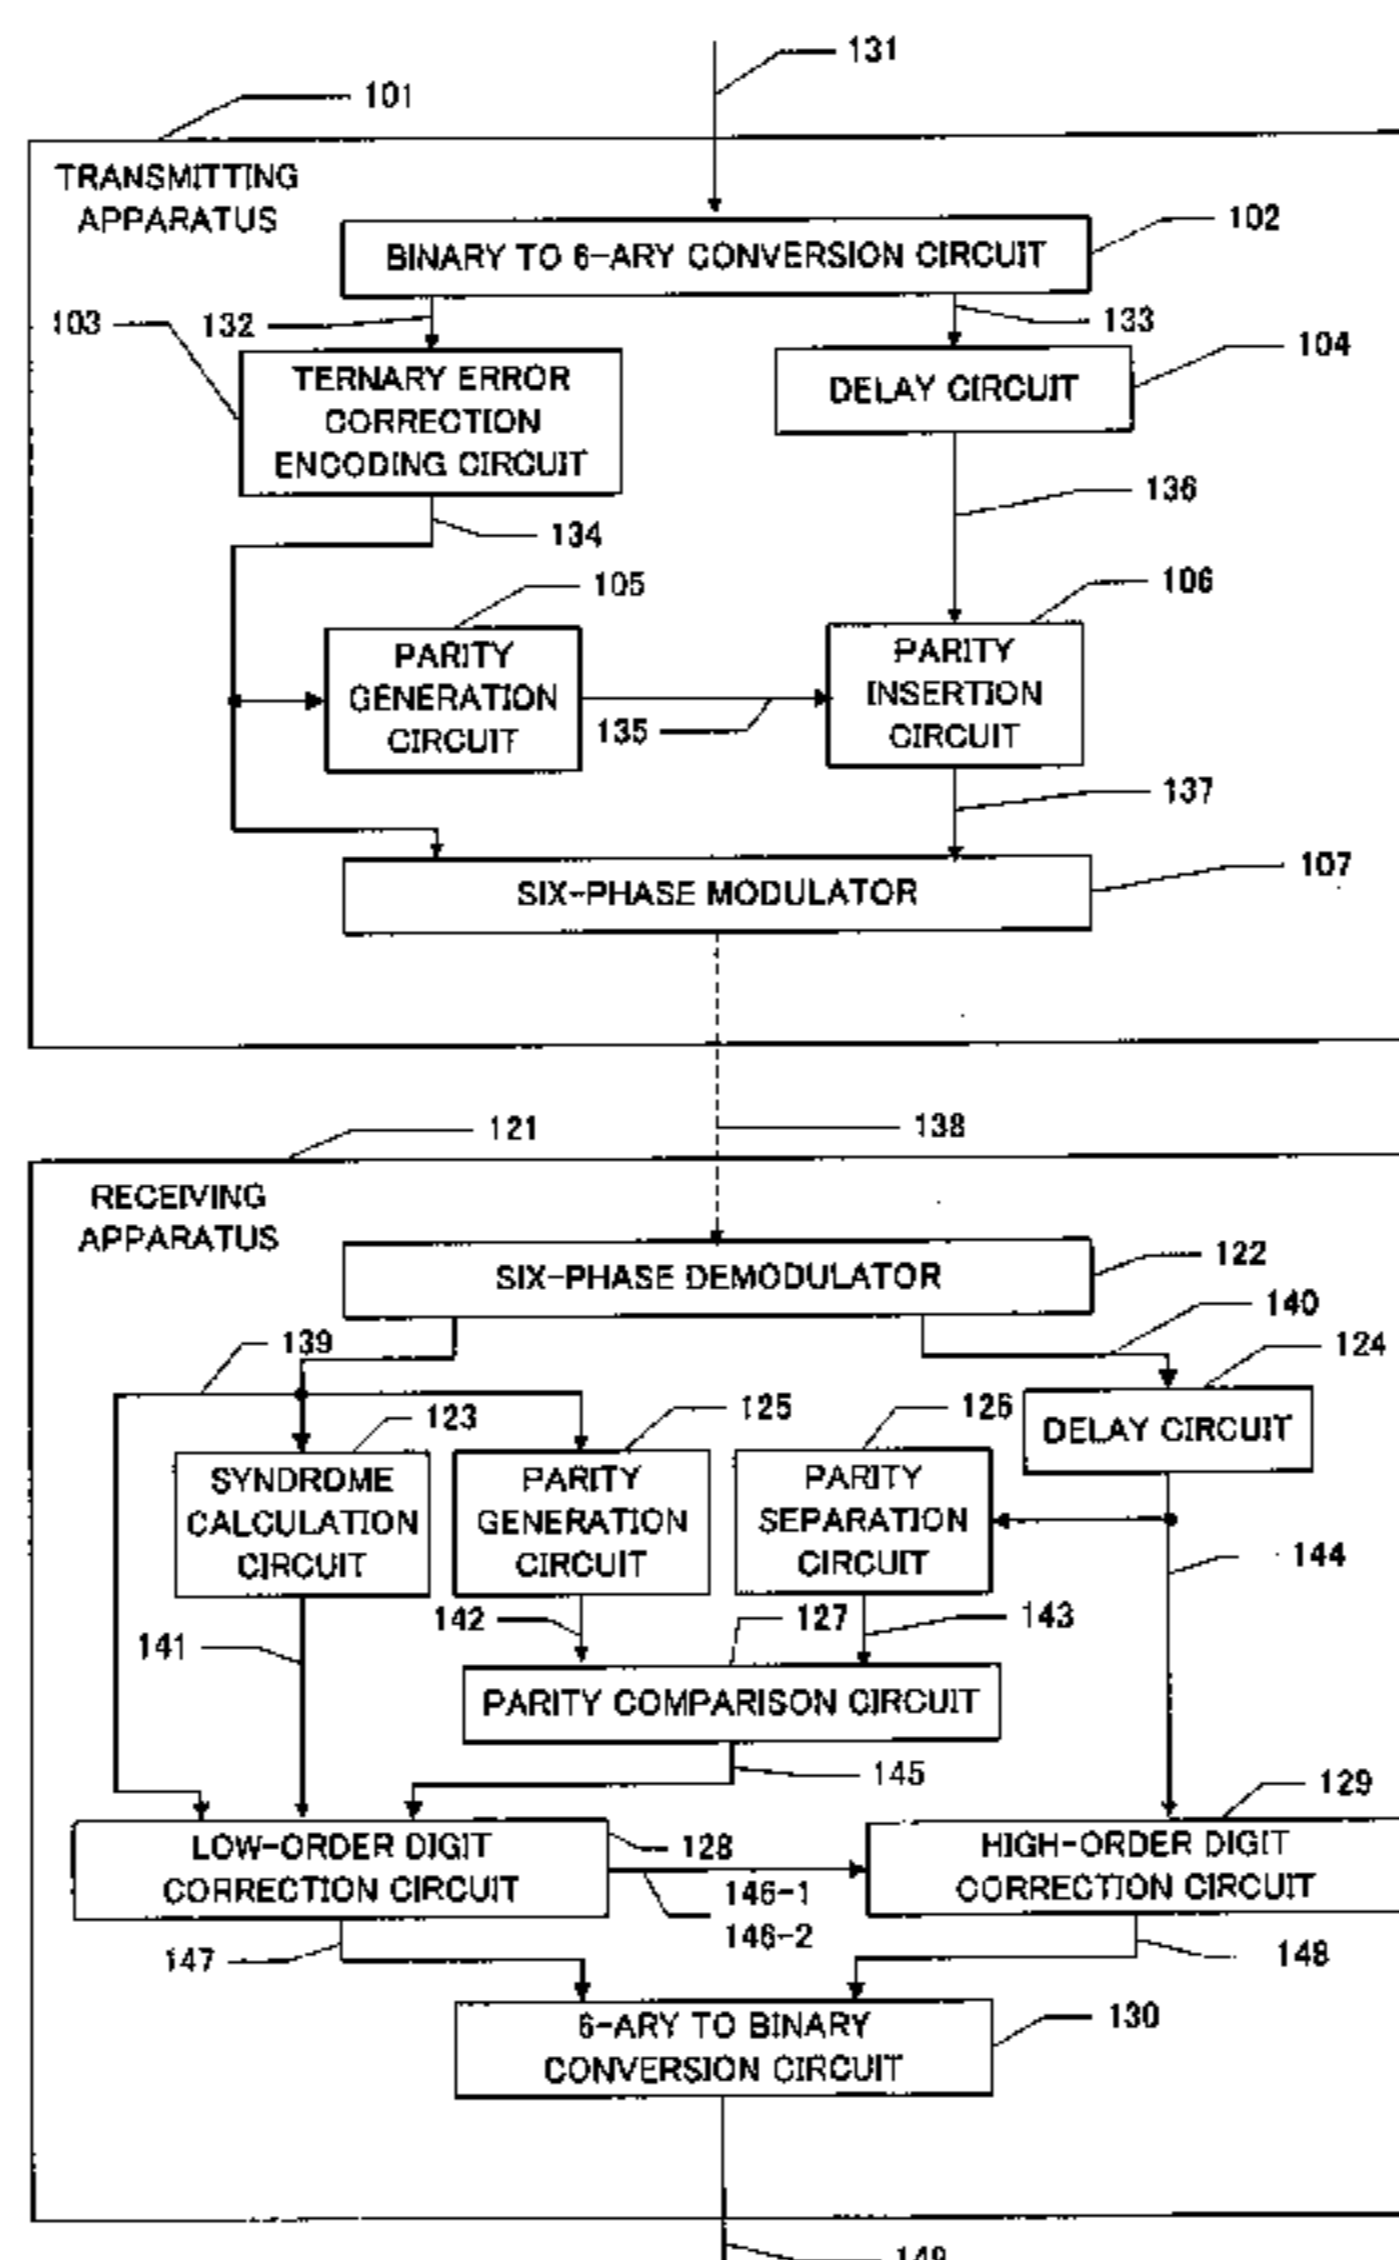 131
101
TRANSMITTING
APPARATUS
102
BINARY TO 6-ARY CONVERSION CIRCUIT
103
132
133
104
TERNARY ERROR
CORRECTION
ENCODING CIRCUIT
DELAY CIRCUIT
136
134
105
106
PARITY
GENERATION
CIRCUIT
PARITY
INSERTION
CIRCUIT
135
137
107
SIX-PHASE MODULATOR
121
138
RECEIVING
APPARATUS
122
SIX-PHASE DEMODULATOR
140
139
124
123
125
126
DELAY CIRCUIT
SYNDROME
CALCULATION
CIRCUIT
PARITY
GENERATION
CIRCUIT
PARITY
SEPARATION
CIRCUIT
144
142
127
143
141
PARITY COMPARISON CIRCUIT
145
129
LOW-ORDER DIGIT
CORRECTION CIRCUIT
128
HIGH-ORDER DIGIT
CORRECTION CIRCUIT
146-1
146-2
147
148
6-ARY TO BINARY
CONVERSION CIRCUIT
130